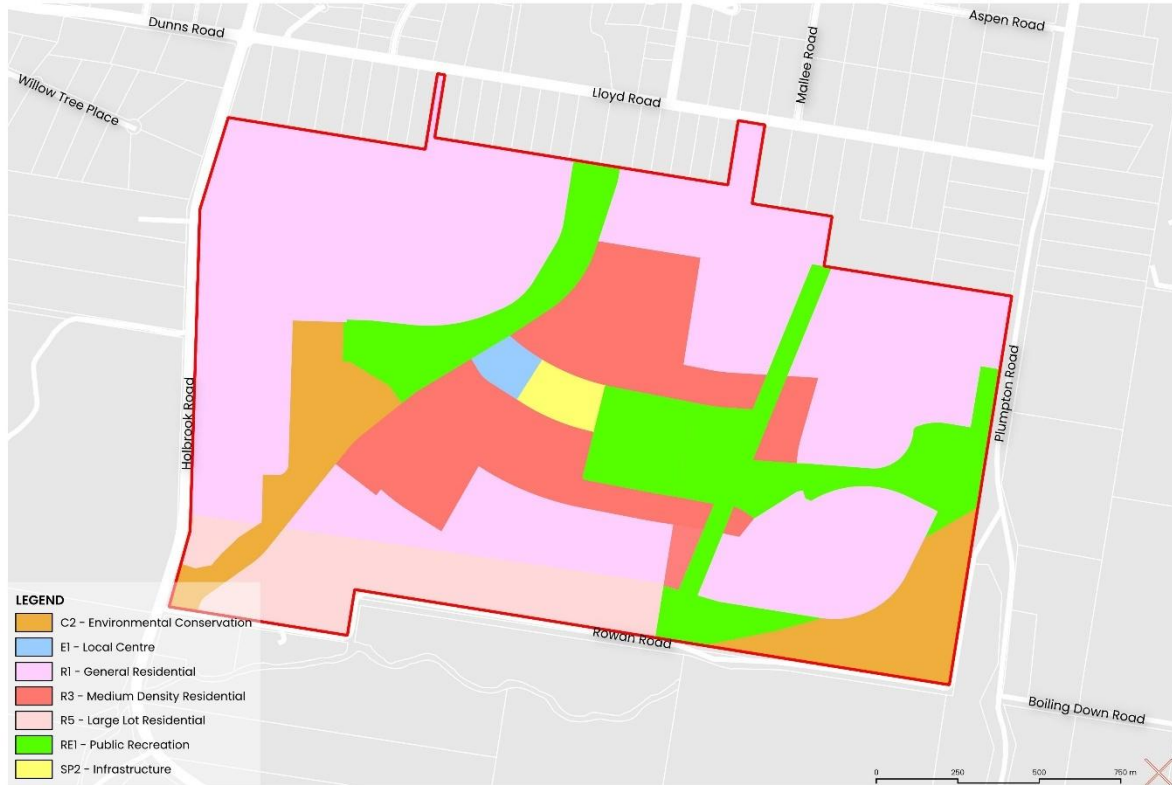 Dunns Road
Aspen Road
Willow Tree Place
Lloyd Road
Mallee Road
Holbrook Road
Plumpton Road
Rowan Road
Boiling Down Road
LEGEND
C2 - Environmental Conservation
E1 - Local Centre
R1 - General Residential
R3 - Medium Density Residential
R5 - Large Lot Residential
RE1 - Public Recreation
SP2 - Infrastructure
0 250 500 750 m